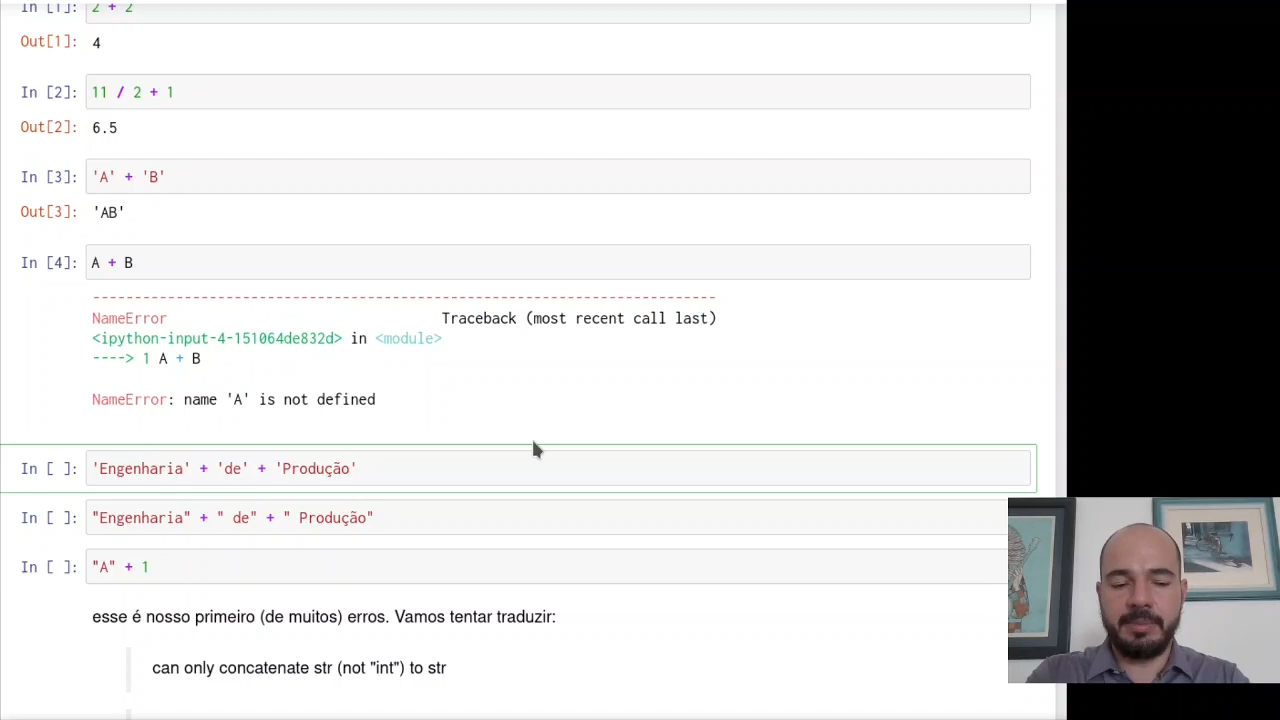 In [1]: 2 + 2
Out[1]: 4
In [2]: 11 / 2 + 1
Out[2]: 6.5
In [3]: 'A' + 'B'
Out[3]: 'AB'
In [4]: A + B
---------------------------------------------------------------------------
NameError Traceback (most recent call last)
<ipython-input-4-151064de832d> in <module>
----> 1 A + B
NameError: name 'A' is not defined
In [ ]: 'Engenharia' + 'de' + 'Produção'
In [ ]: "Engenharia" + " de" + " Produção"
In [ ]: "A" + 1
esse é nosso primeiro (de muitos) erros. Vamos tentar traduzir:
can only concatenate str (not "int") to str